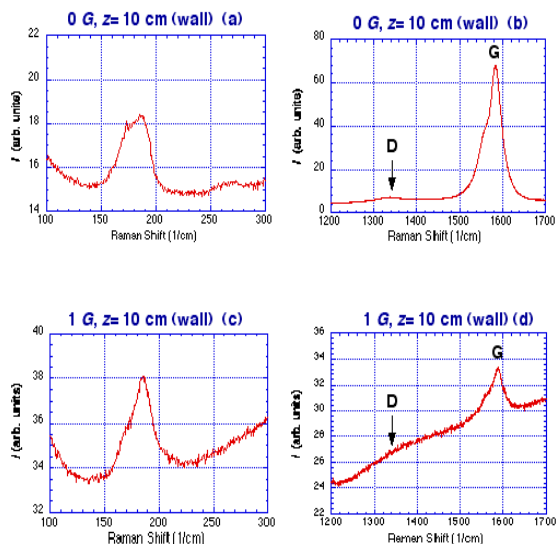 0 G, z= 10 cm (wall) (a)
I (arb. units)
22
20
18
16
14
100 150 200 250 300
Raman Shift (1/cm)
0 G, z= 10 cm (wall) (b)
I (arb. units)
80
60
40
20
0
G
D
1200 1300 1400 1500 1600 1700
Raman Shift (1/cm)
1 G, z= 10 cm (wall) (c)
I (arb. units)
40
38
36
34
32
100 150 200 250 300
Raman Shift (1/cm)
1 G, z= 10 cm (wall) (d)
I (arb. units)
36
34
32
30
28
26
24
22
G
D
1200 1300 1400 1500 1600 1700
Raman Shift (1/cm)